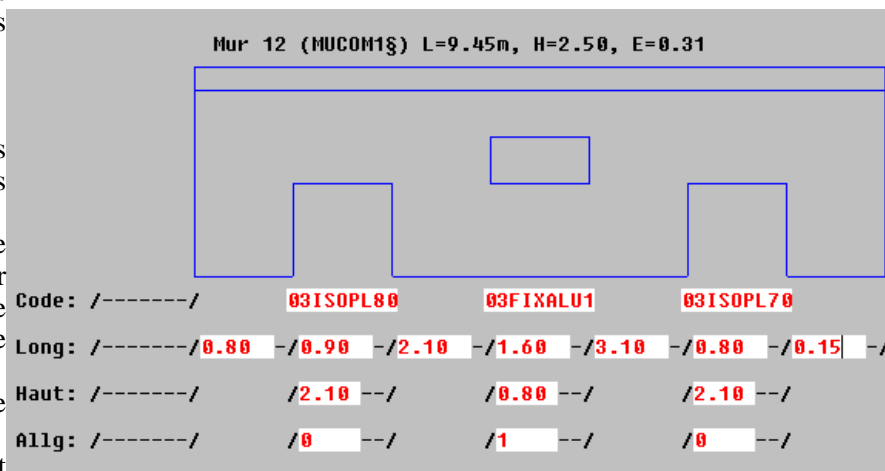 Mur 12 (MUCOM1§) L=9.45m, H=2.50, E=0.31
Code: /-------/ 03ISOPL80 03FIXALU1 03ISOPL70
Long: /-------/0.80 -/0.90 -/2.10 -/1.60 -/3.10 -/0.80 -/0.15 -/
Haut: /-------/ /2.10 --/ /0.80 --/ /2.10 --/
Allg: /-------/ /0 --/ /1 --/ /0 --/